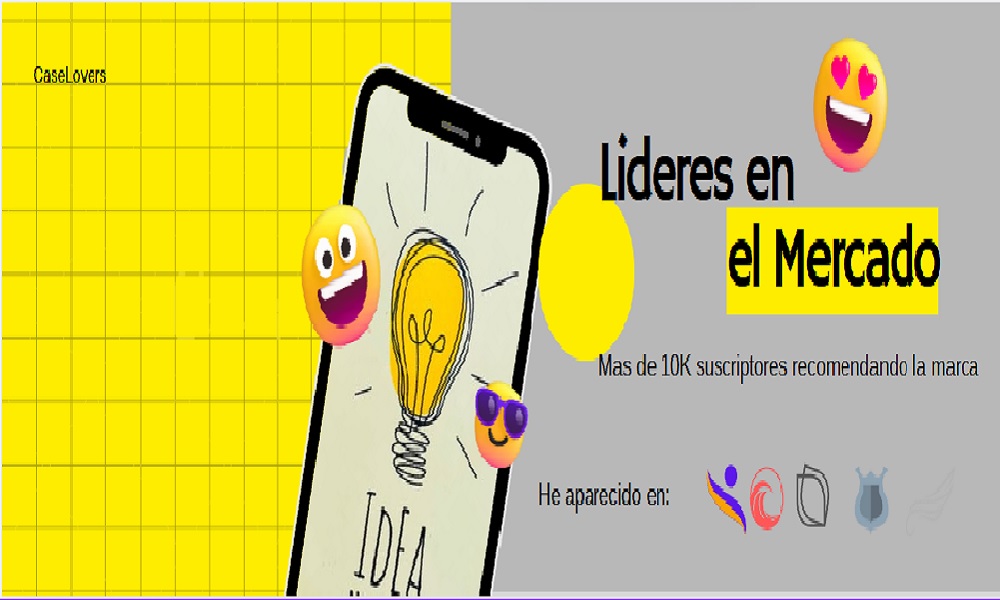 CaseLovers
Lideres en
el Mercado
Mas de 10K suscriptores recomendando la marca
He aparecido en:
IDEA